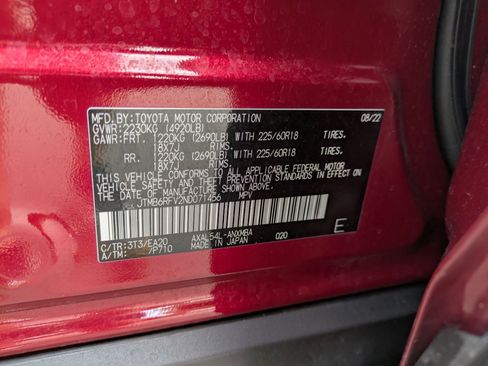 MFD. BY: TOYOTA MOTOR CORPORATION 08/22
GVWR: 2230KG (4920LB)
GAWR: FRT. 1220KG (2690LB) WITH 225/60R18 TIRES,
18X7J RIMS,
RR. 1220KG (2690LB) WITH 225/60R18 TIRES,
18X7J RIMS,
THIS VEHICLE CONFORMS TO ALL APPLICABLE FEDERAL MOTOR
VEHICLE SAFETY, BUMPER, AND THEFT PREVENTION STANDARDS IN EFFECT ON
THE DATE OF MANUFACTURE SHOWN ABOVE.
JTMB6RFV2ND071456 MPV
C/TR: 3T3/EA20 AXAL54L-ANXMBA 020
A/TM: /P710 MADE IN JAPAN
E